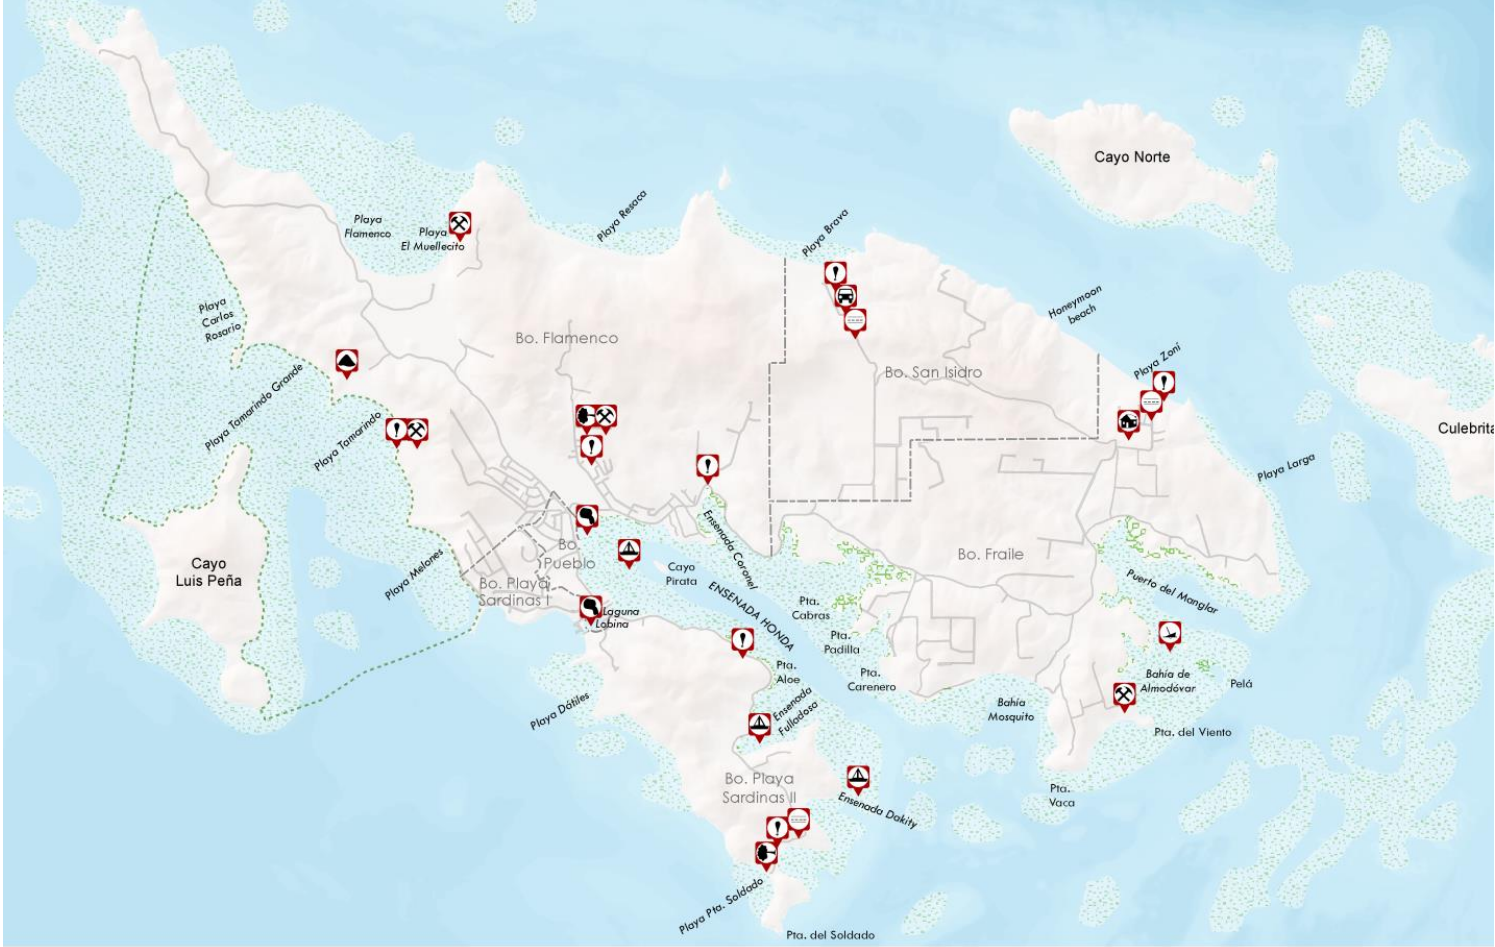 Cayo Norte
Playa Resaca
Playa
Flamenco
Playa
El Muellecito
Playa Brava
Playa
Carlos
Rosario
Honeymoon
beach
Bo. Flamenco
Bo. San Isidro
Playa Zoni
Playa Tamarindo Grande
Playa Tamarindo
Culebrita
Playa Larga
Ensenada Coronel
Bo.
Pueblo
Bo. Fraile
Cayo
Luis Peña
Playa Melones
Bo. Playa
Sardinas I
Cayo
Pirata
ENSENADA HONDA
Puerto del Manglar
Laguna
Lobina
Pta.
Cabras
Pta.
Padilla
Pta.
Aloe
Pta.
Carenero
Bahía de
Almodóvar
Pelá
Playa Dátiles
Ensenada
Fulladosa
Bahía
Mosquito
Pta. del Viento
Bo. Playa
Sardinas II
Ensenada Dakity
Pta.
Vaca
Playa Pta. Soldado
Pta. del Soldado